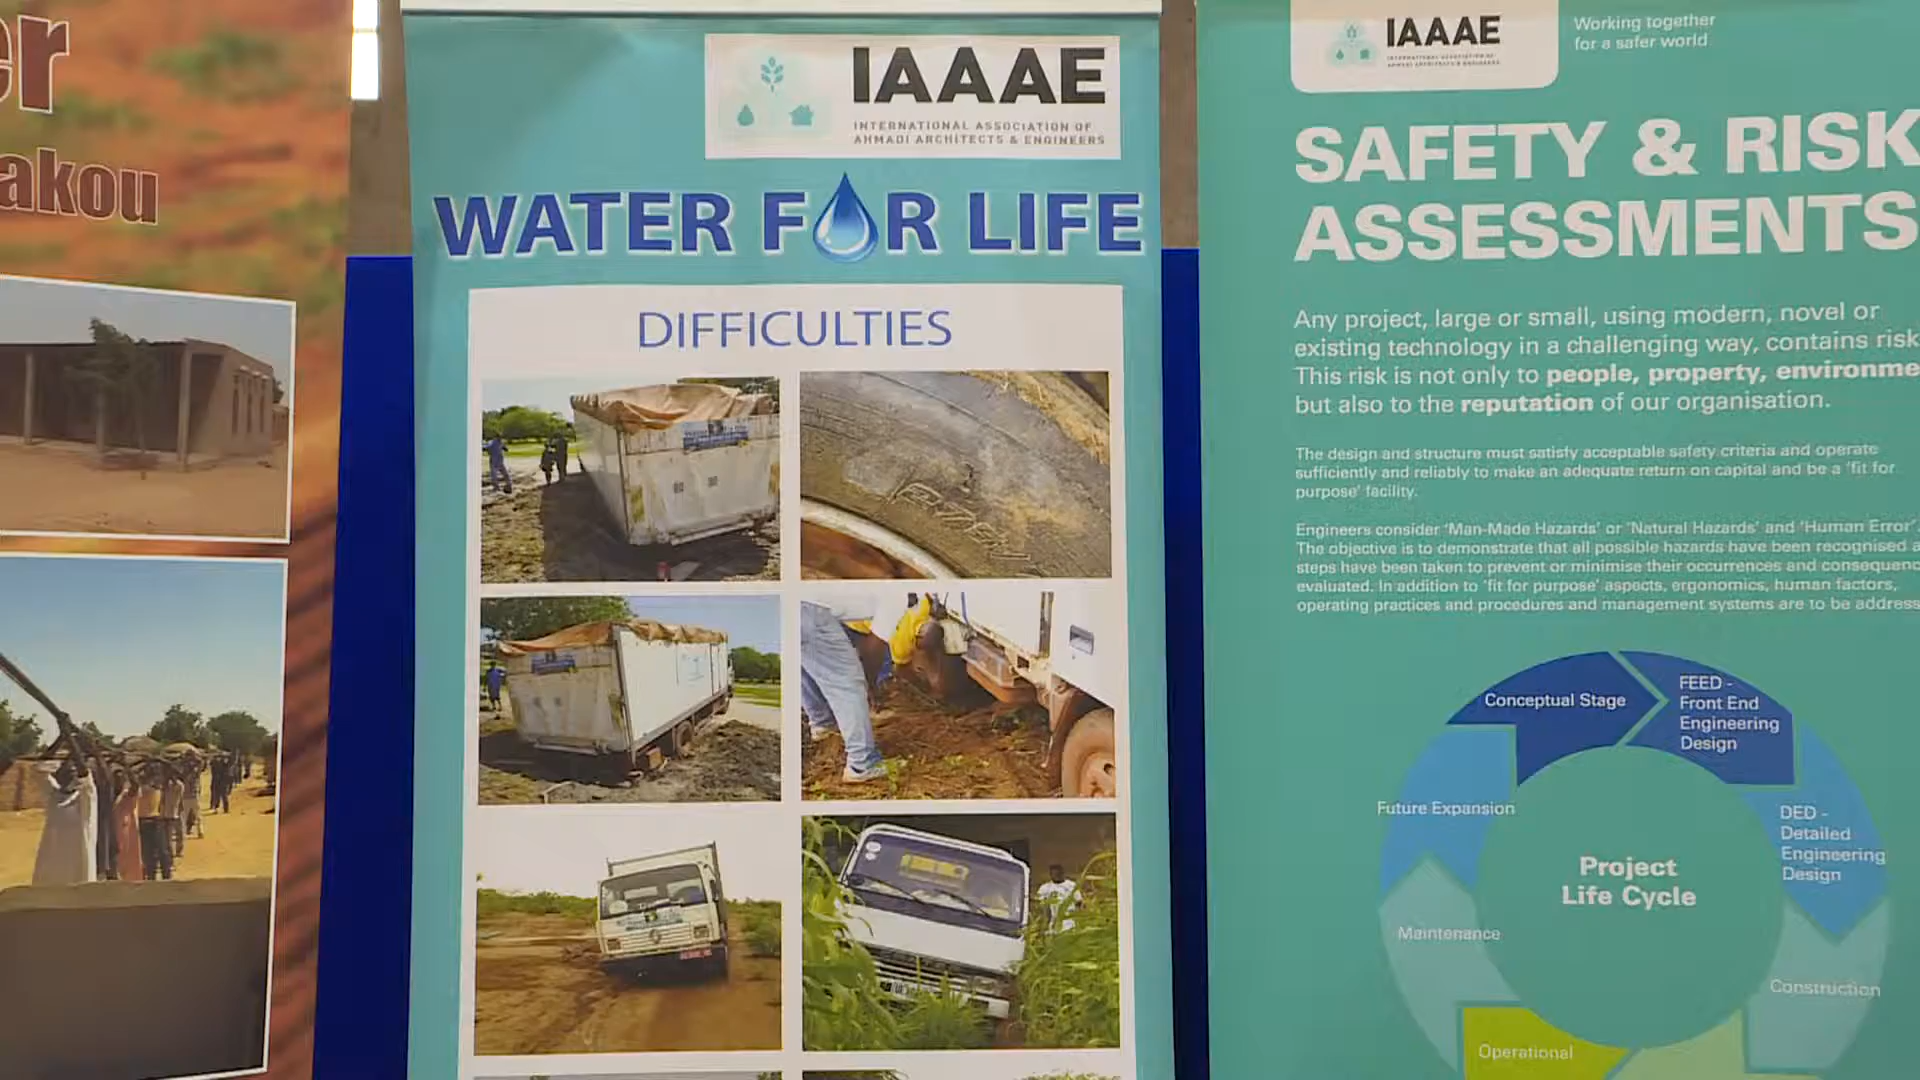 er
akou
IAAAE
INTERNATIONAL ASSOCIATION OF
AHMADI ARCHITECTS & ENGINEERS
WATER FOR LIFE
DIFFICULTIES
IAAAE
INTERNATIONAL ASSOCIATION OF
AHMADI ARCHITECTS & ENGINEERS
Working together
for a safer world
SAFETY & RISK
ASSESSMENTS
Any project, large or small, using modern, novel or
existing technology in a challenging way, contains risk
This risk is not only to people, property, environme
but also to the reputation of our organisation.
The design and structure must satisfy acceptable safety criteria and operate
sufficiently and reliably to make an adequate return on capital and be a 'fit for
purpose' facility.
Engineers consider 'Man-Made Hazards' or 'Natural Hazards' and 'Human Error'.
The objective is to demonstrate that all possible hazards have been recognised a
steps have been taken to prevent or minimise their occurrences and consequenc
evaluated. In addition to 'fit for purpose' aspects, ergonomics, human factors,
operating practices and procedures and management systems are to be address
Conceptual Stage
FEED -
Front End
Engineering
Design
Future Expansion
DED -
Detailed
Engineering
Design
Project
Life Cycle
Maintenance
Construction
Operational